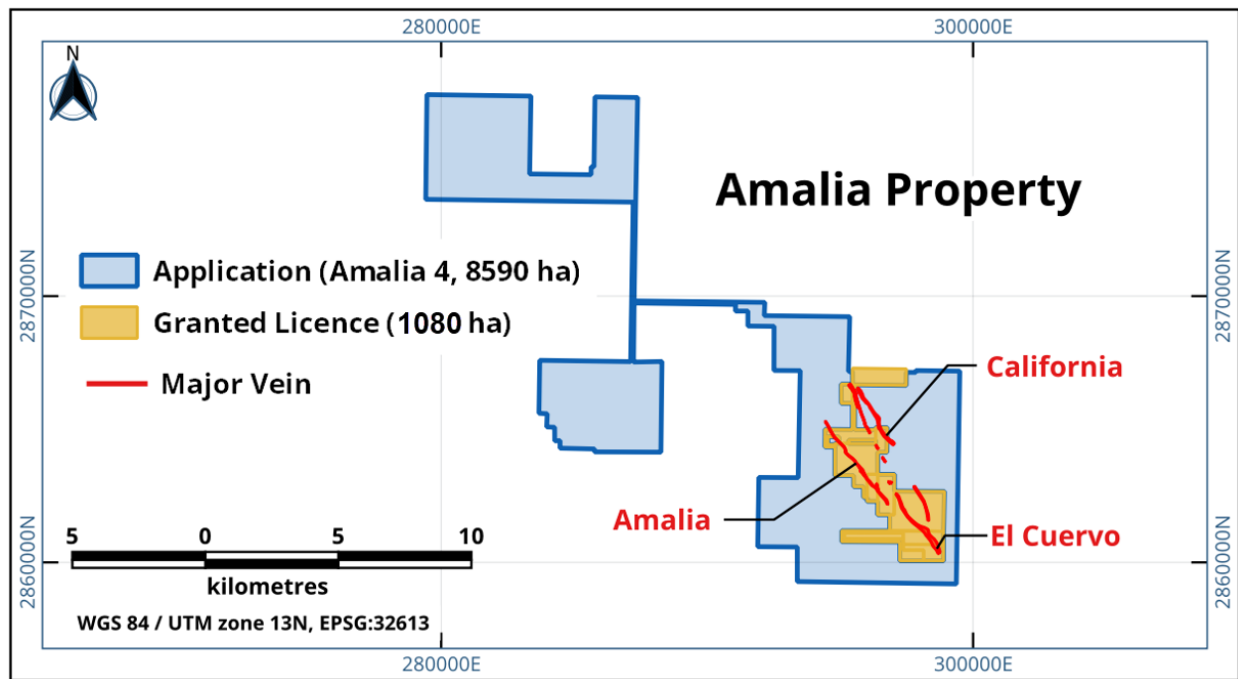 280000E
300000E
N
Amalia Property
2870000N
2870000N
Application (Amalia 4, 8590 ha)
Granted Licence (1080 ha)
Major Vein
California
Amalia
El Cuervo
5 0 5 10
kilometres
2860000N
2860000N
WGS 84 / UTM zone 13N, EPSG:32613
280000E
300000E